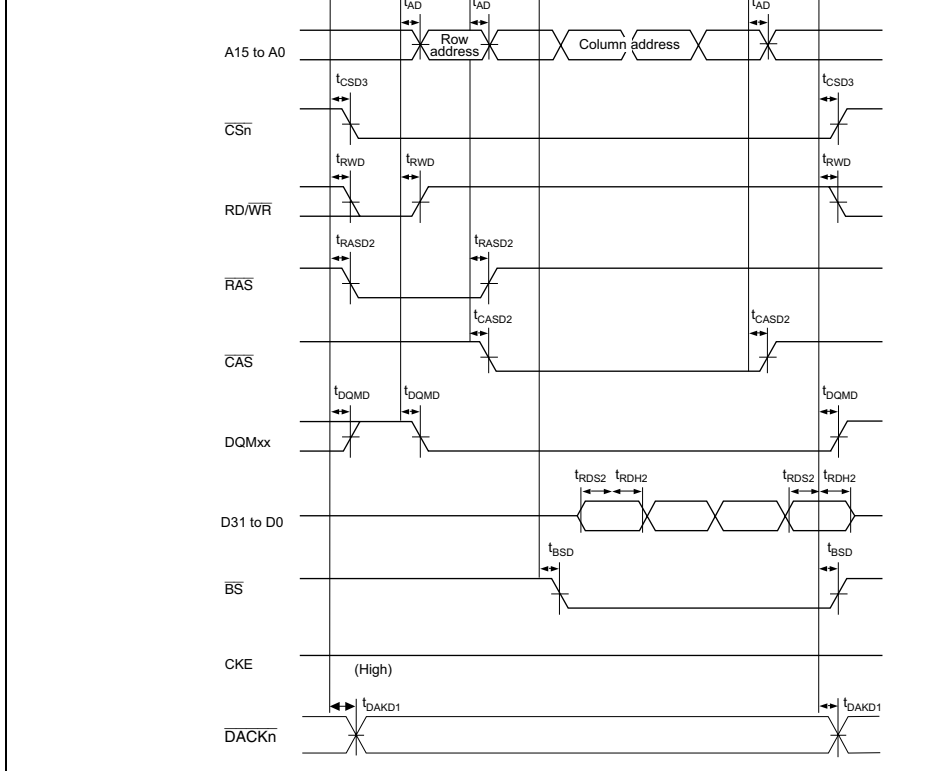 tAD tAD tAD
A15 to A0 Row address Column address
tCSD3 tCSD3
CSn
tRWD tRWD tRWD
RD/WR
tRASD2 tRASD2
RAS
tCASD2 tCASD2
CAS
tDQMD tDQMD tDQMD
DQMxx
tRDS2 tRDH2 tRDS2 tRDH2
D31 to D0
tBSD tBSD
BS
CKE
(High)
tDAKD1 tDAKD1
DACKn